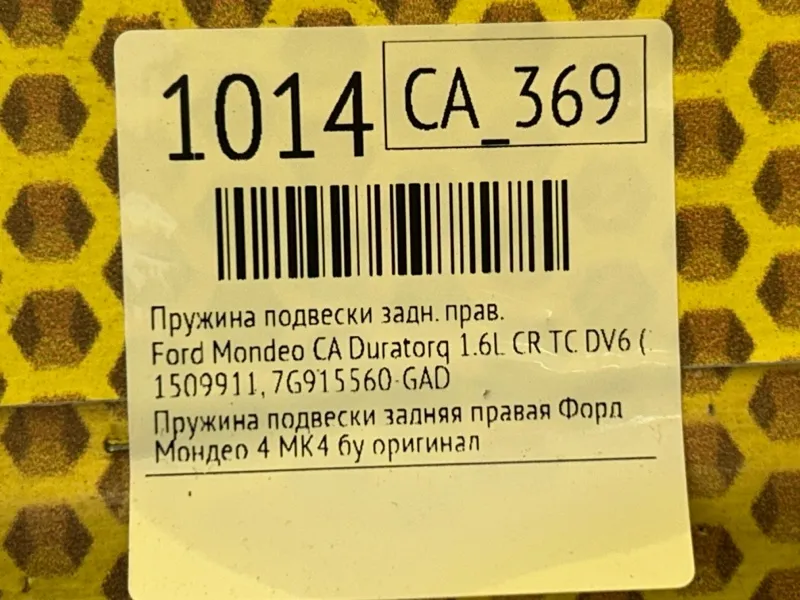 1014 CA_369
Пружина подвески задн. прав.
Ford Mondeo CA Duratorq 1.6L CR TC DV6 (
1509911, 7G915560-GAD
Пружина подвески задняя правая Форд
Мондео 4 МК4 бу оригинал